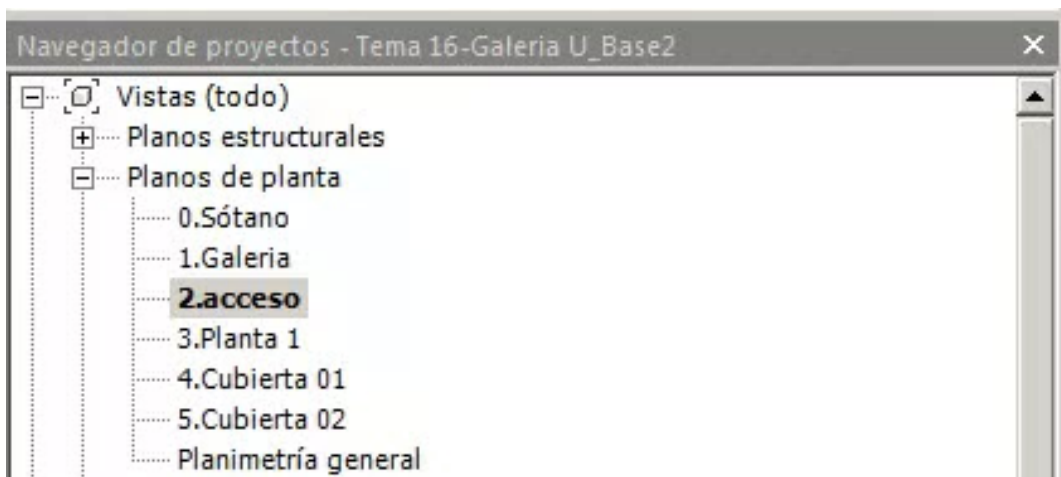 Navegador de proyectos - Tema 16-Galeria U_Base2
Vistas (todo)
Planos estructurales
Planos de planta
0.Sótano
1.Galeria
2.acceso
3.Planta 1
4.Cubierta 01
5.Cubierta 02
Planimetría general